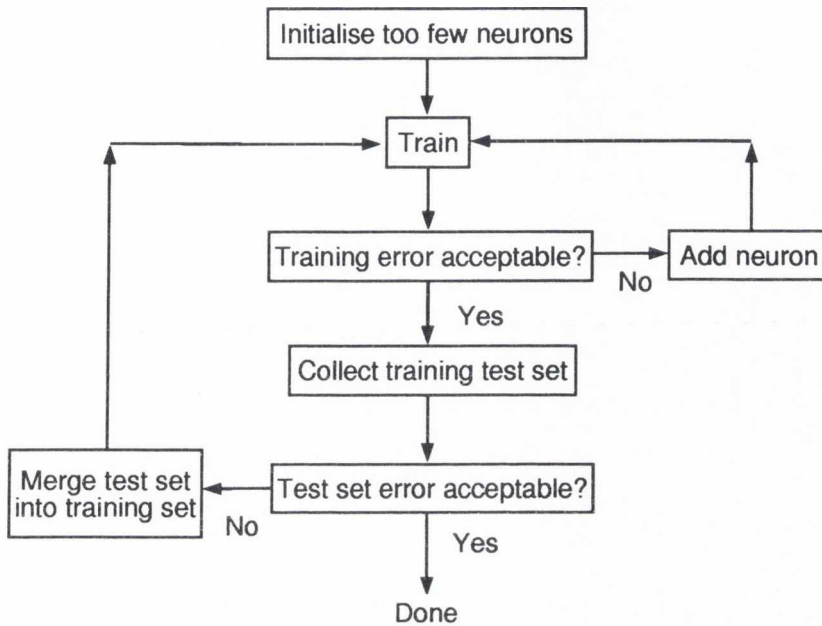 Initialise too few neurons
Train
Training error acceptable?
No
Add neuron
Yes
Collect training test set
Merge test set
into training set
No
Test set error acceptable?
Yes
Done